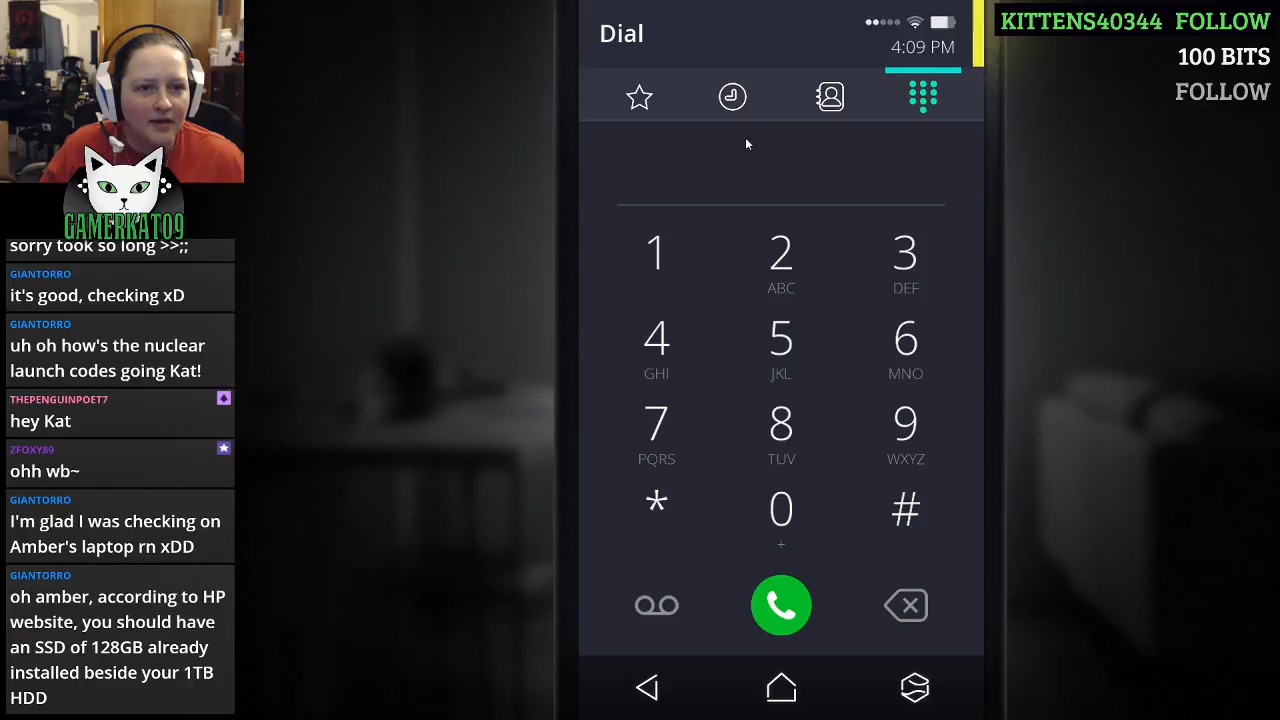 Dial
4:09 PM
1
2
ABC
3
DEF
4
GHI
5
JKL
6
MNO
7
PQRS
8
TUV
9
WXYZ
*
0
+
#
KITTENS40344 FOLLOW
100 BITS
FOLLOW
GAMERKAT09
sorry took so long >>;;
GIANTORRO
it's good, checking xD
GIANTORRO
uh oh how's the nuclear
launch codes going Kat!
THEPENGUINPOET7
hey Kat
ZFOXY89
ohh wb~
GIANTORRO
I'm glad I was checking on
Amber's laptop rn xDD
GIANTORRO
oh amber, according to HP
website, you should have
an SSD of 128GB already
installed beside your 1TB
HDD